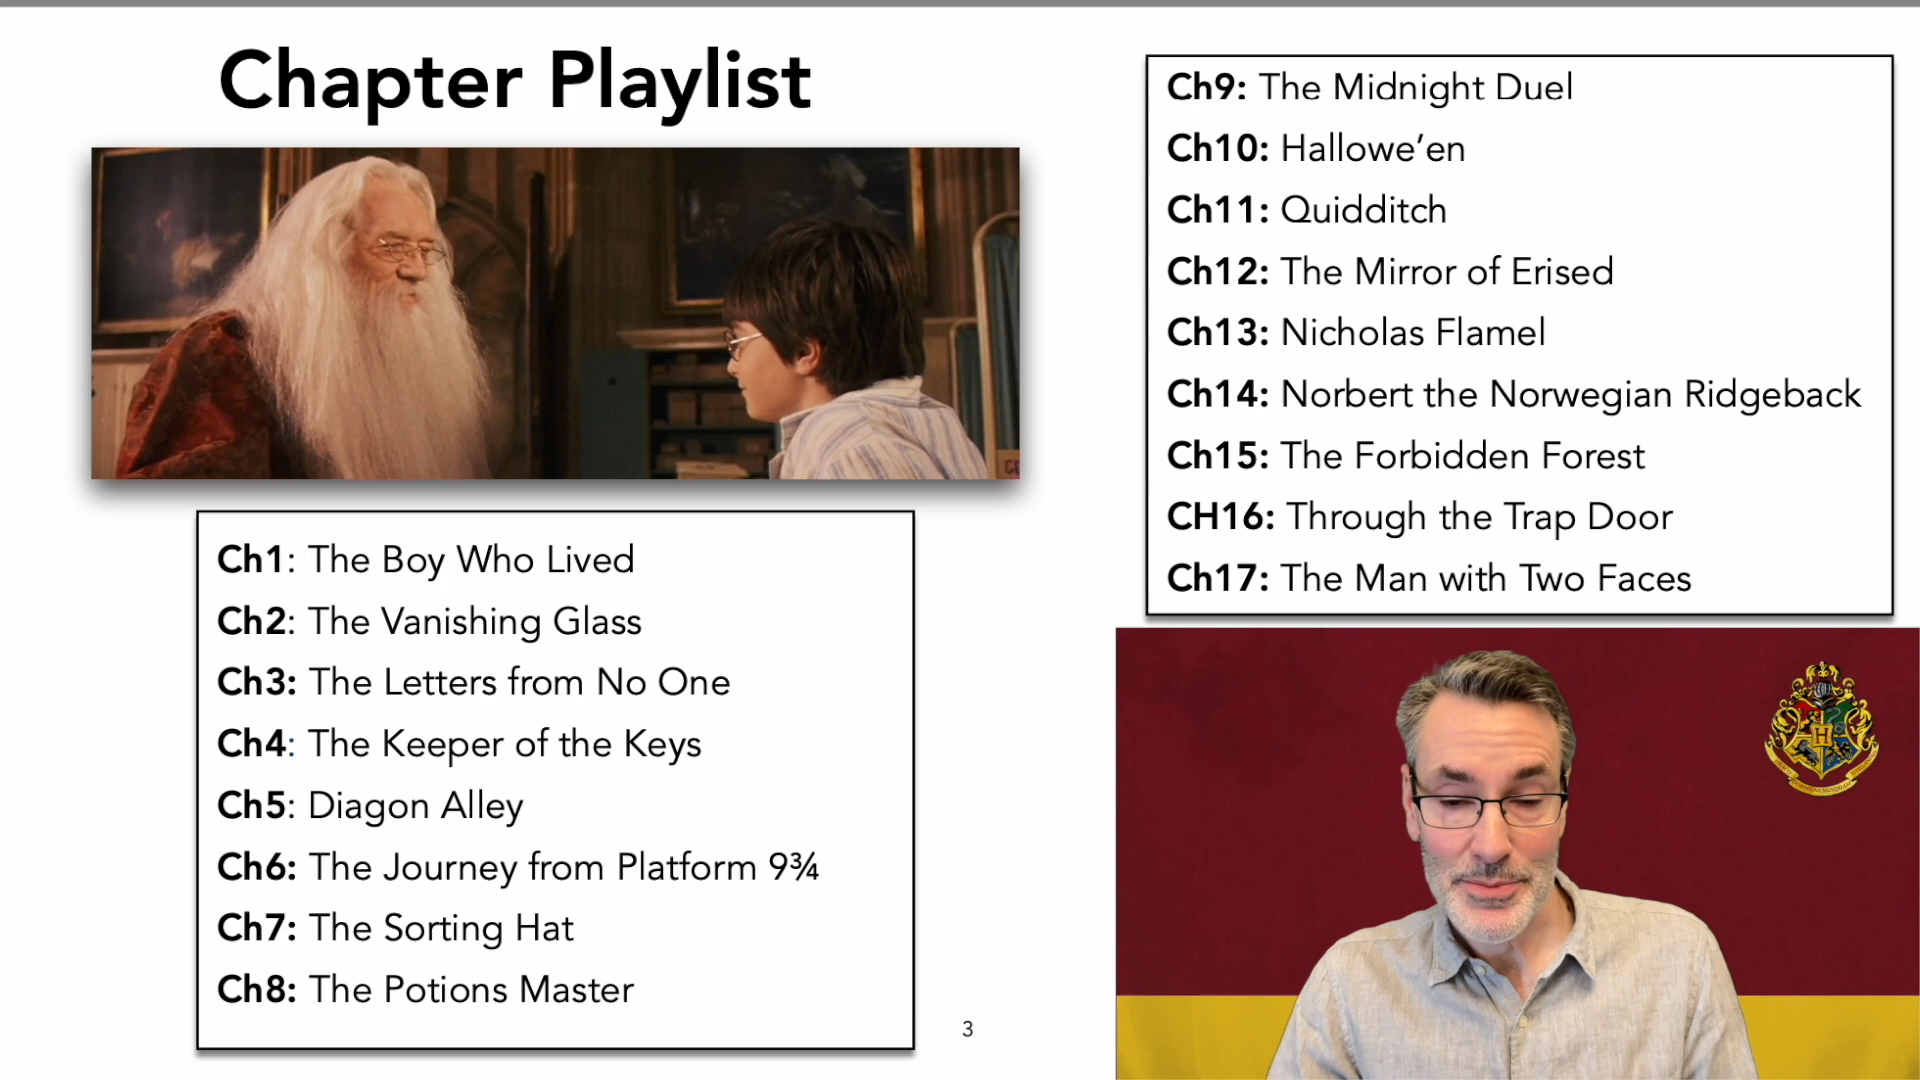 Chapter Playlist
Ch1: The Boy Who Lived
Ch2: The Vanishing Glass
Ch3: The Letters from No One
Ch4: The Keeper of the Keys
Ch5: Diagon Alley
Ch6: The Journey from Platform 9¾
Ch7: The Sorting Hat
Ch8: The Potions Master
Ch9: The Midnight Duel
Ch10: Hallowe’en
Ch11: Quidditch
Ch12: The Mirror of Erised
Ch13: Nicholas Flamel
Ch14: Norbert the Norwegian Ridgeback
Ch15: The Forbidden Forest
CH16: Through the Trap Door
Ch17: The Man with Two Faces
H
3